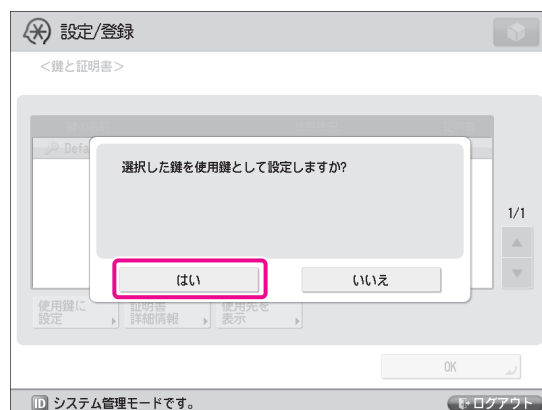 設定/登録
<鍵と証明書>
Defa
選択した鍵を使用鍵として設定しますか?
1/1
はい
いいえ
使用鍵に
設定
証明書
詳細情報
使用先を
表示
OK
ID システム管理モードです。
ログアウト